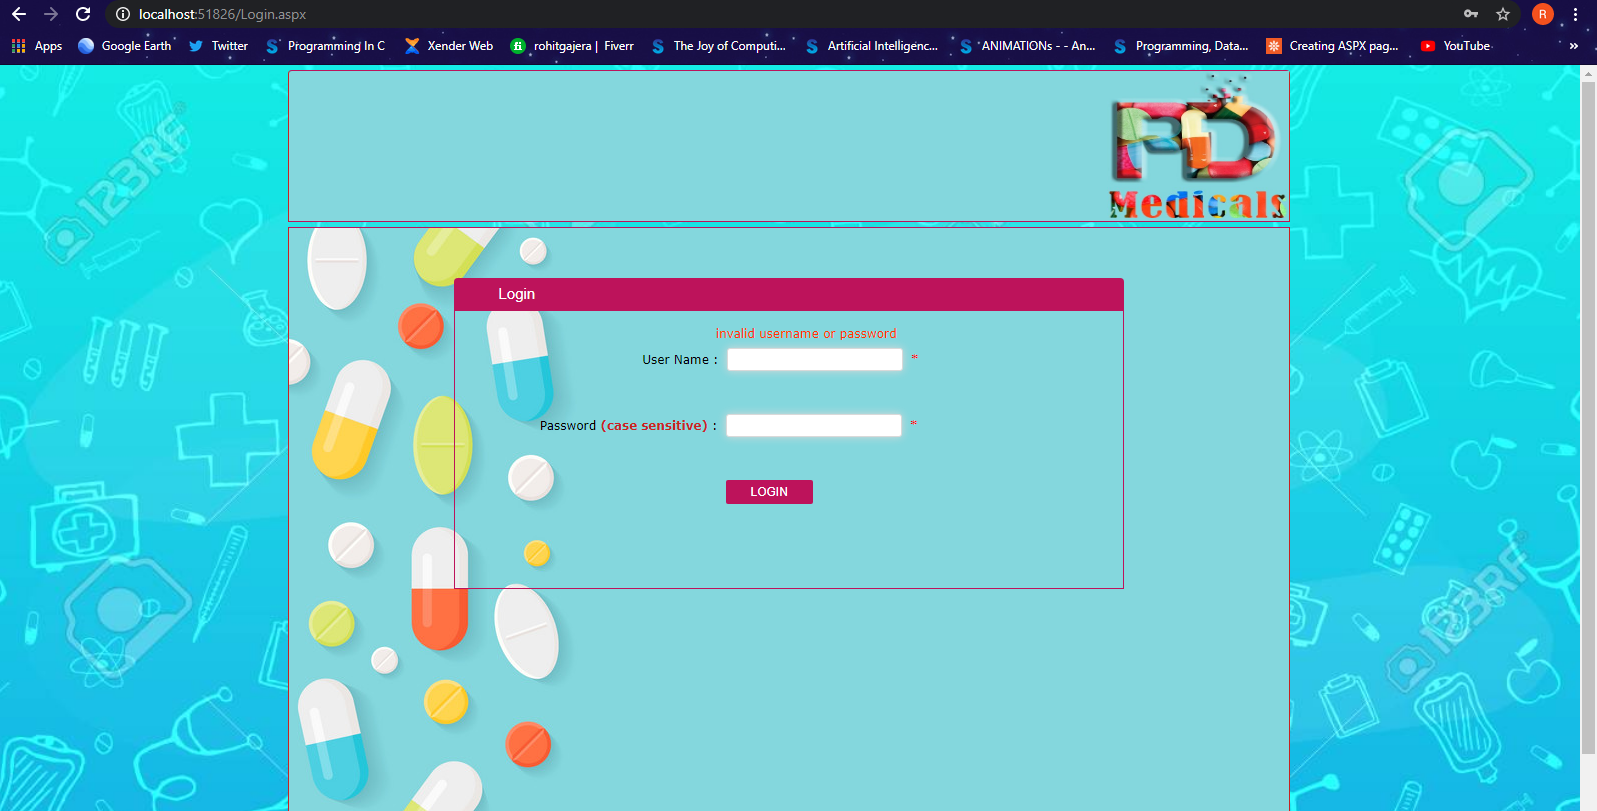 localhost:51826/Login.aspx
R
Apps Google Earth Twitter Programming In C Xender Web rohitgajera | Fiverr The Joy of Computi... Artificial Intelligenc... ANIMATIONs - - An... Programming, Data... Creating ASPX pag... YouTube »
PD
Medicals
123RF
Login
invalid username or password
User Name : *
Password (case sensitive) : *
LOGIN
123RF